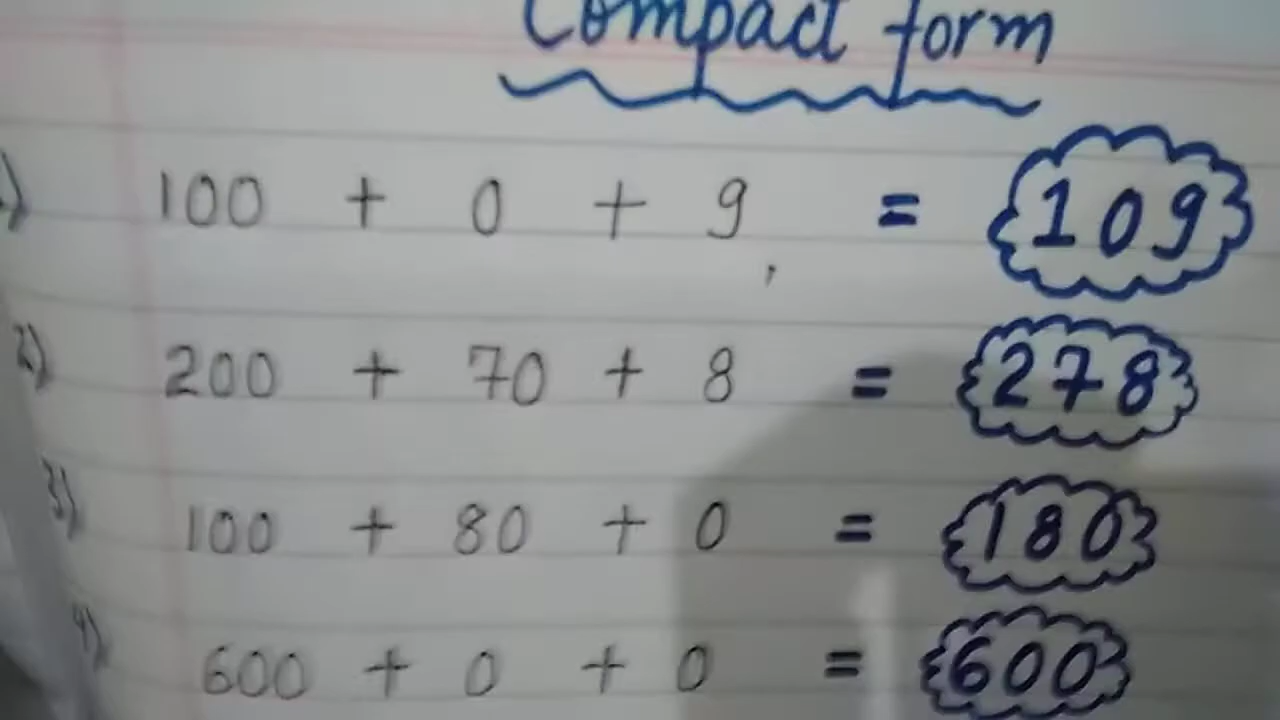 Compact form
1) 100 + 0 + 9, = 109
2) 200 + 70 + 8 = 278
3) 100 + 80 + 0 = 180
4) 600 + 0 + 0 = 600